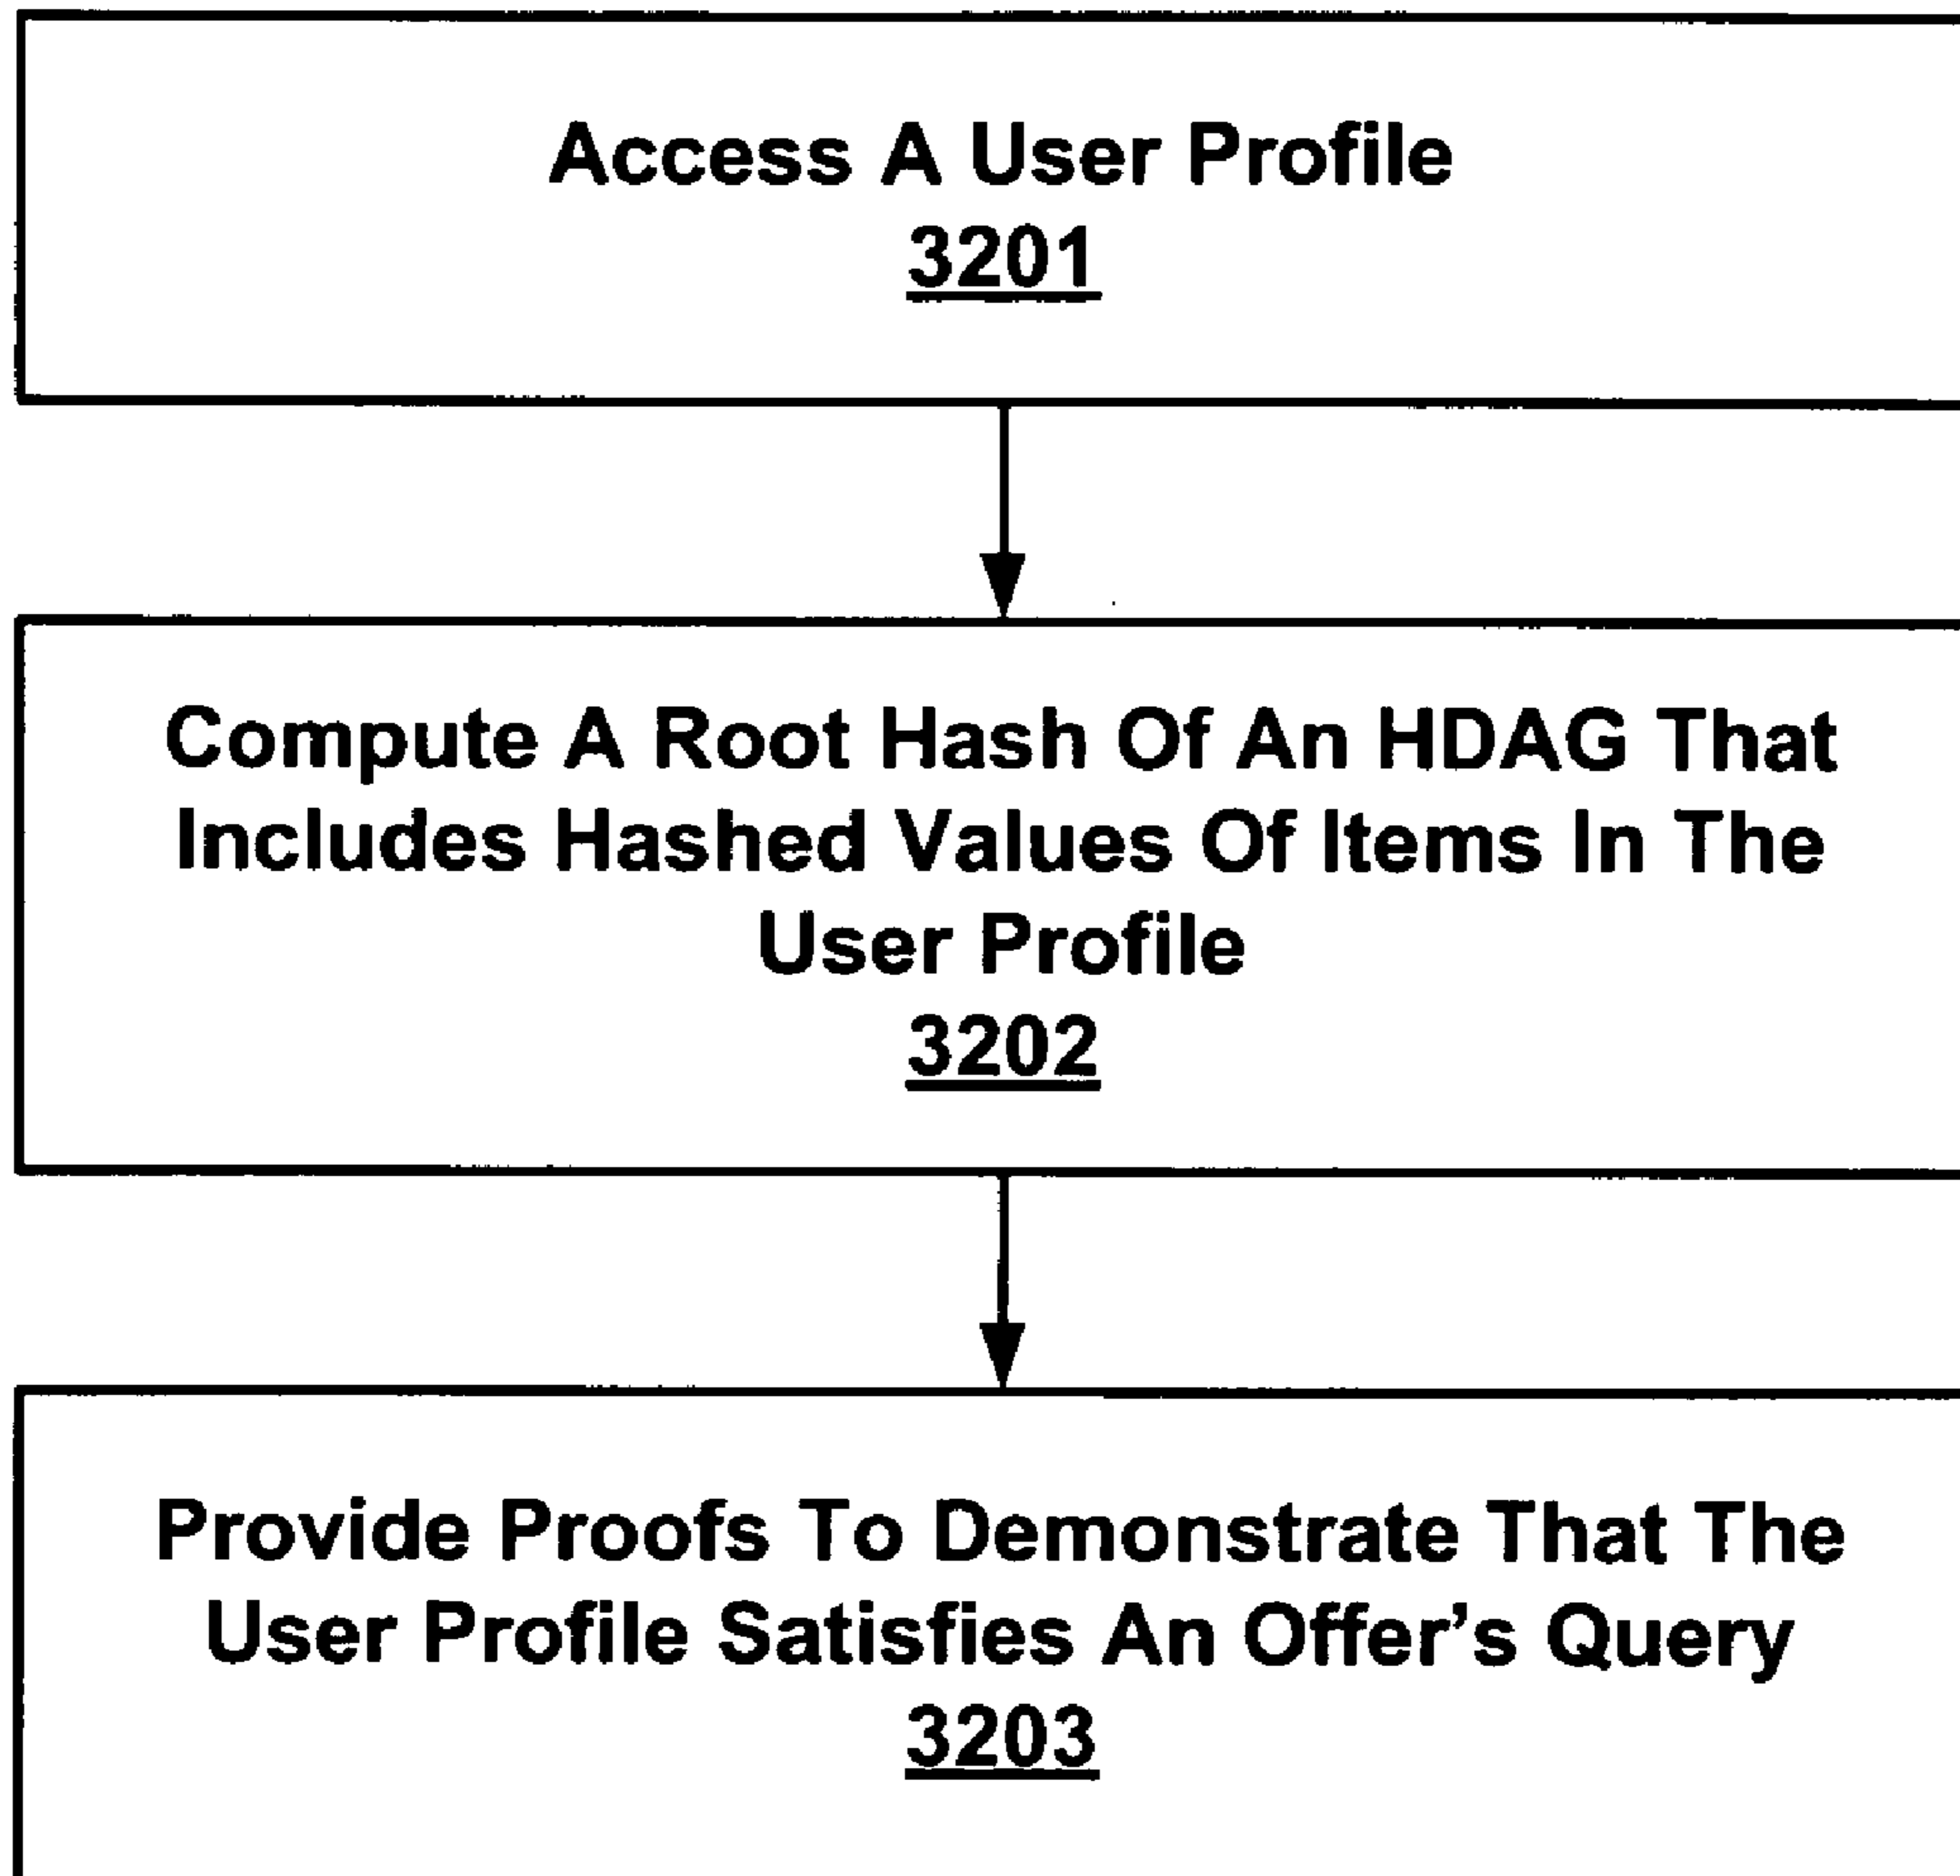 Access A User Profile
3201
Compute A Root Hash Of An HDAG That
Includes Hashed Values Of Items In The
User Profile
3202
Provide Proofs To Demonstrate That The
User Profile Satisfies An Offer's Query
3203